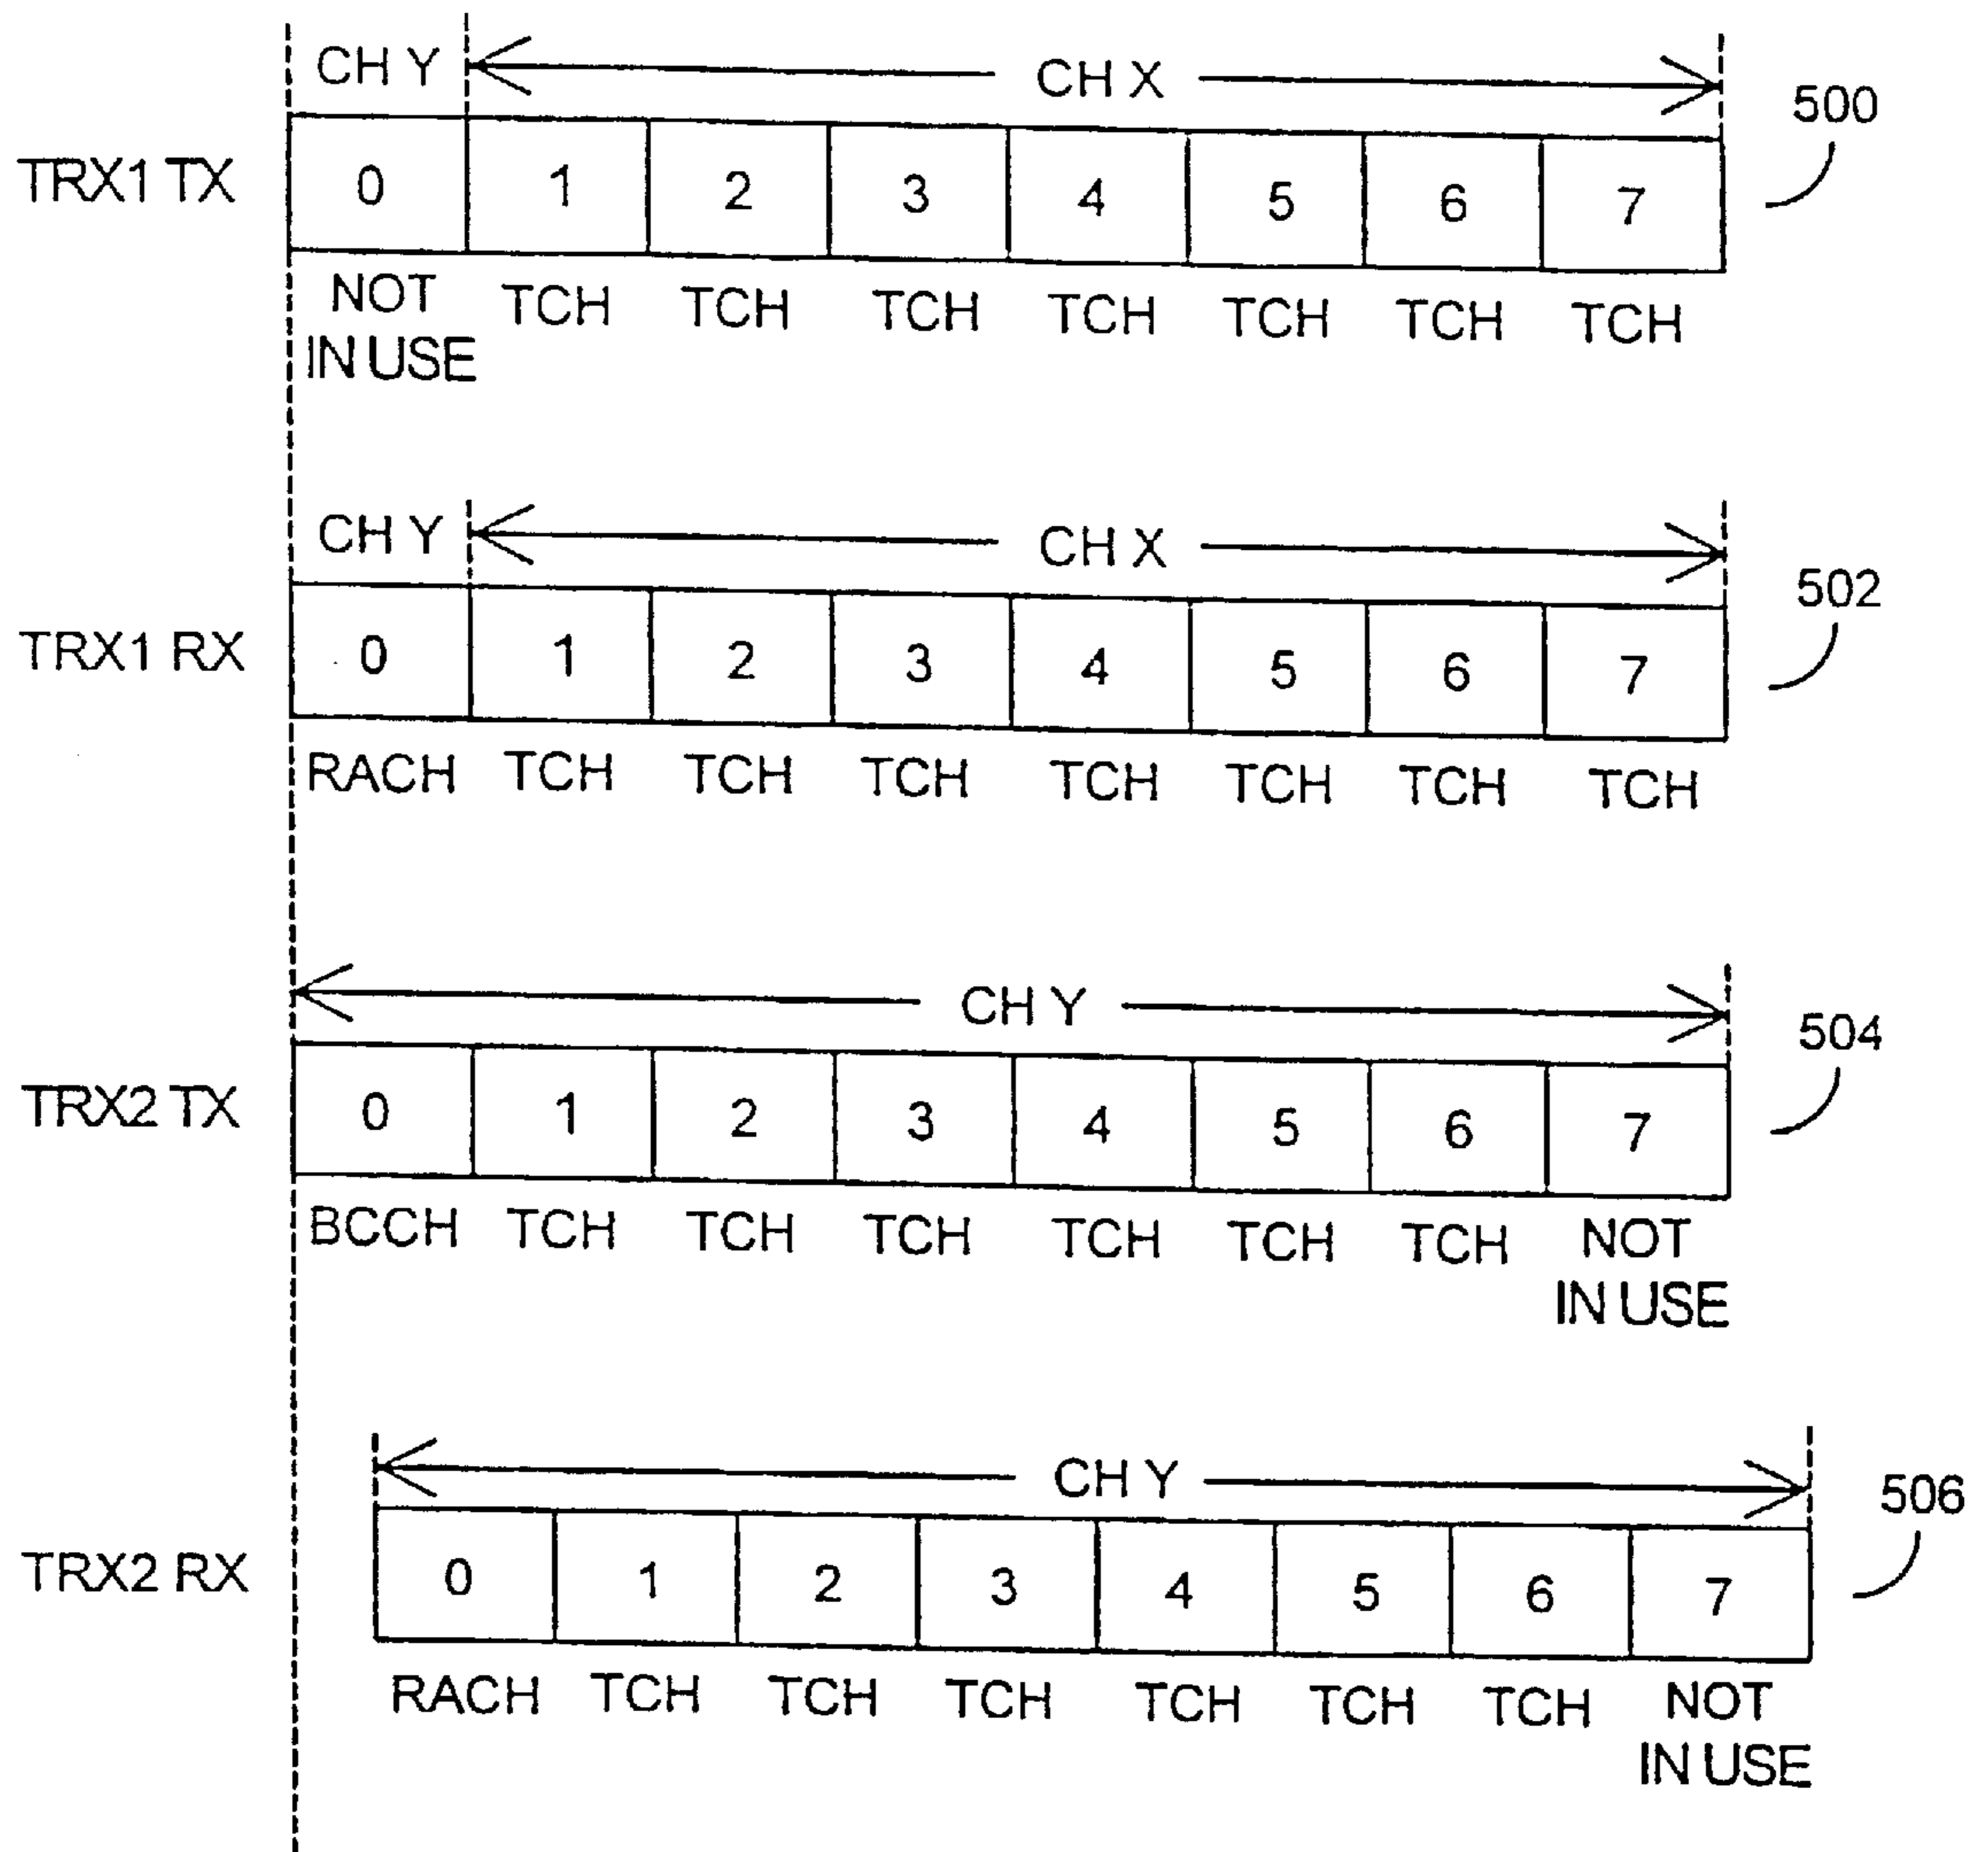 CH Y CH X
500
TRX1 TX 0 1 2 3 4 5 6 7
NOT IN USE TCH TCH TCH TCH TCH TCH TCH
CH Y CH X
502
TRX1 RX 0 1 2 3 4 5 6 7
RACH TCH TCH TCH TCH TCH TCH TCH
CH Y
504
TRX2 TX 0 1 2 3 4 5 6 7
BCCH TCH TCH TCH TCH TCH TCH NOT IN USE
CH Y
506
TRX2 RX 0 1 2 3 4 5 6 7
RACH TCH TCH TCH TCH TCH TCH NOT IN USE